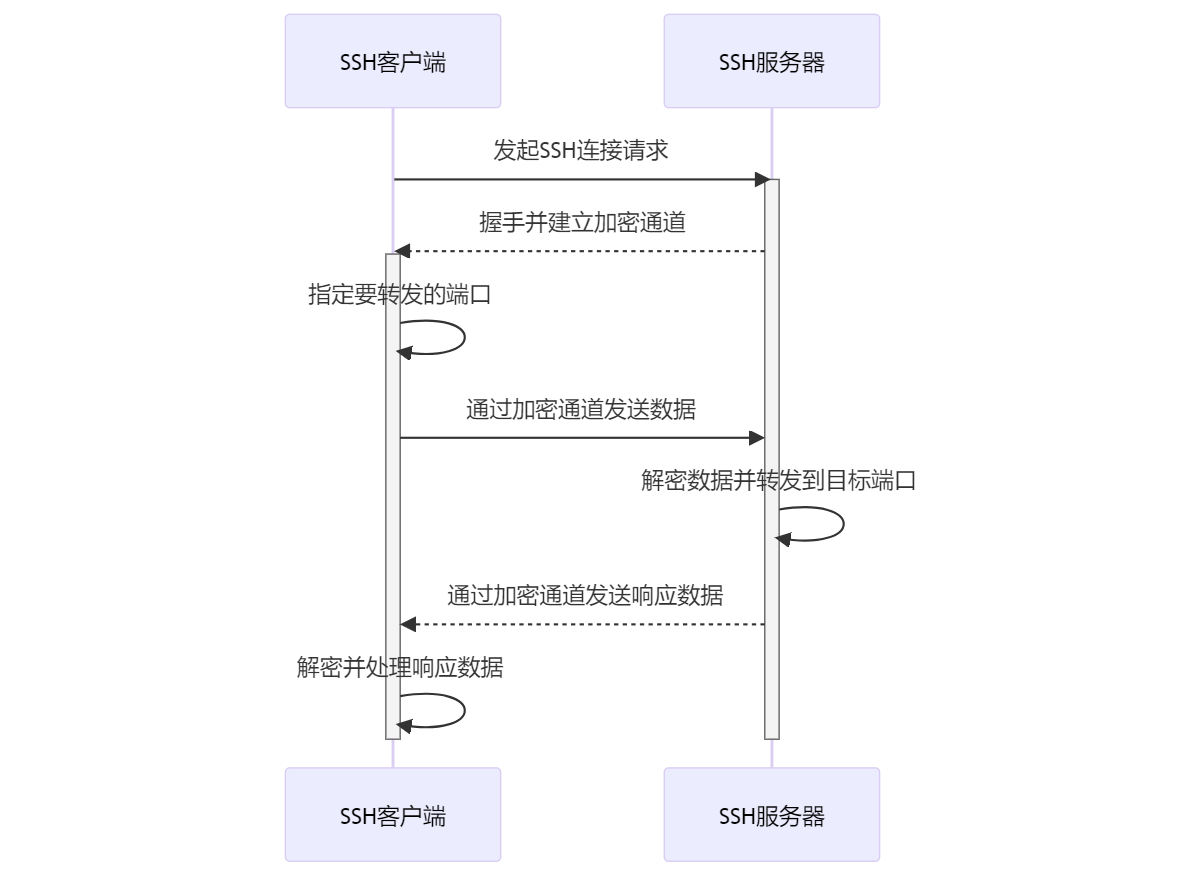 SSH客户端
SSH服务器
发起SSH连接请求
握手并建立加密通道
指定要转发的端口
通过加密通道发送数据
解密数据并转发到目标端口
通过加密通道发送响应数据
解密并处理响应数据
SSH客户端
SSH服务器